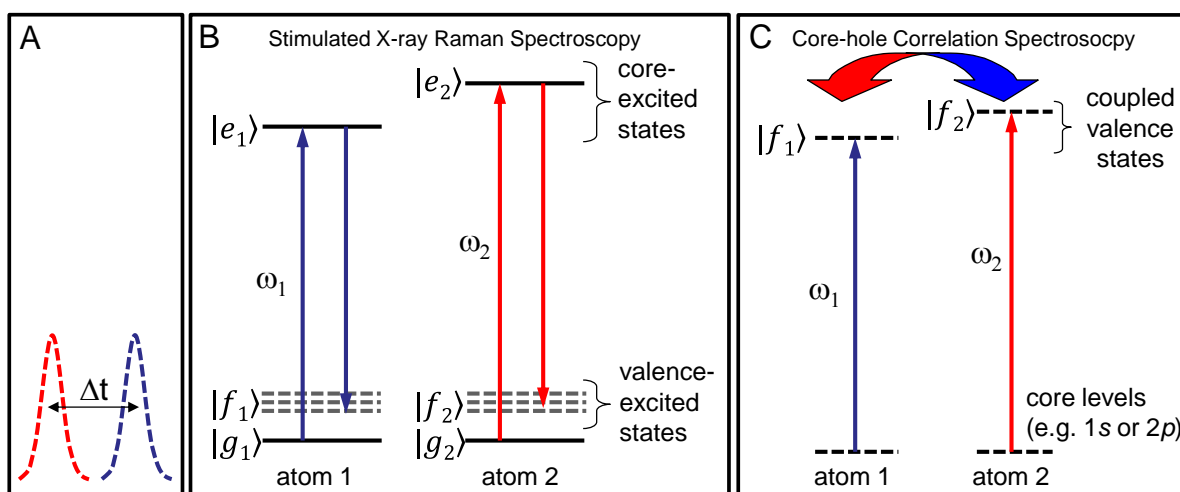 A
Δt
B
Stimulated X-ray Raman Spectroscopy
|e₂⟩
core-
excited
states
|e₁⟩
ω₂
ω₁
|f₁⟩
|f₂⟩
valence-
excited
states
|g₁⟩
|g₂⟩
atom 1
atom 2
C
Core-hole Correlation Spectrosocpy
|f₂⟩
coupled
valence
states
|f₁⟩
ω₂
ω₁
core levels
(e.g. 1s or 2p)
atom 1
atom 2